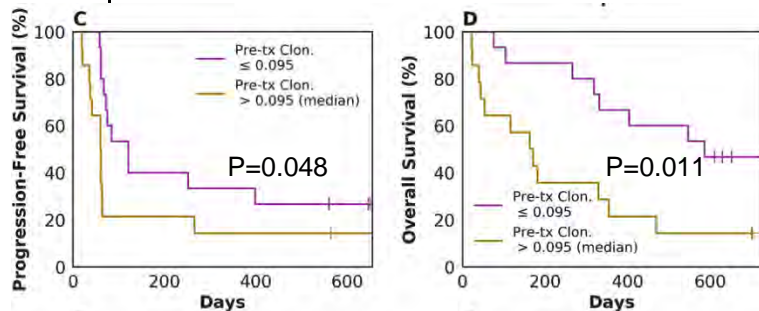 C
Progression-Free Survival (%)
100
80
60
40
20
0
Pre-tx Clon.
≤ 0.095
Pre-tx Clon.
> 0.095 (median)
P=0.048
0 200 400 600
Days
D
Overall Survival (%)
100
80
60
40
20
0
P=0.011
Pre-tx Clon.
≤ 0.095
Pre-tx Clon.
> 0.095 (median)
0 200 400 600
Days